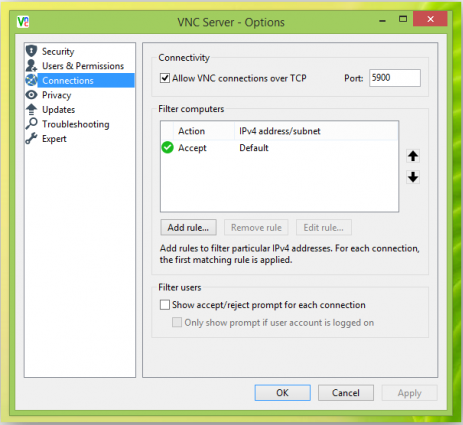 VNC Server - Options
Security
Users & Permissions
Connections
Privacy
Updates
Troubleshooting
Expert
Connectivity
Allow VNC connections over TCP Port: 5900
Filter computers
Action IPv4 address/subnet
Accept Default
Add rule... Remove rule Edit rule...
Add rules to filter particular IPv4 addresses. For each connection,
the first matching rule is applied.
Filter users
Show accept/reject prompt for each connection
Only show prompt if user account is logged on
OK Cancel Apply